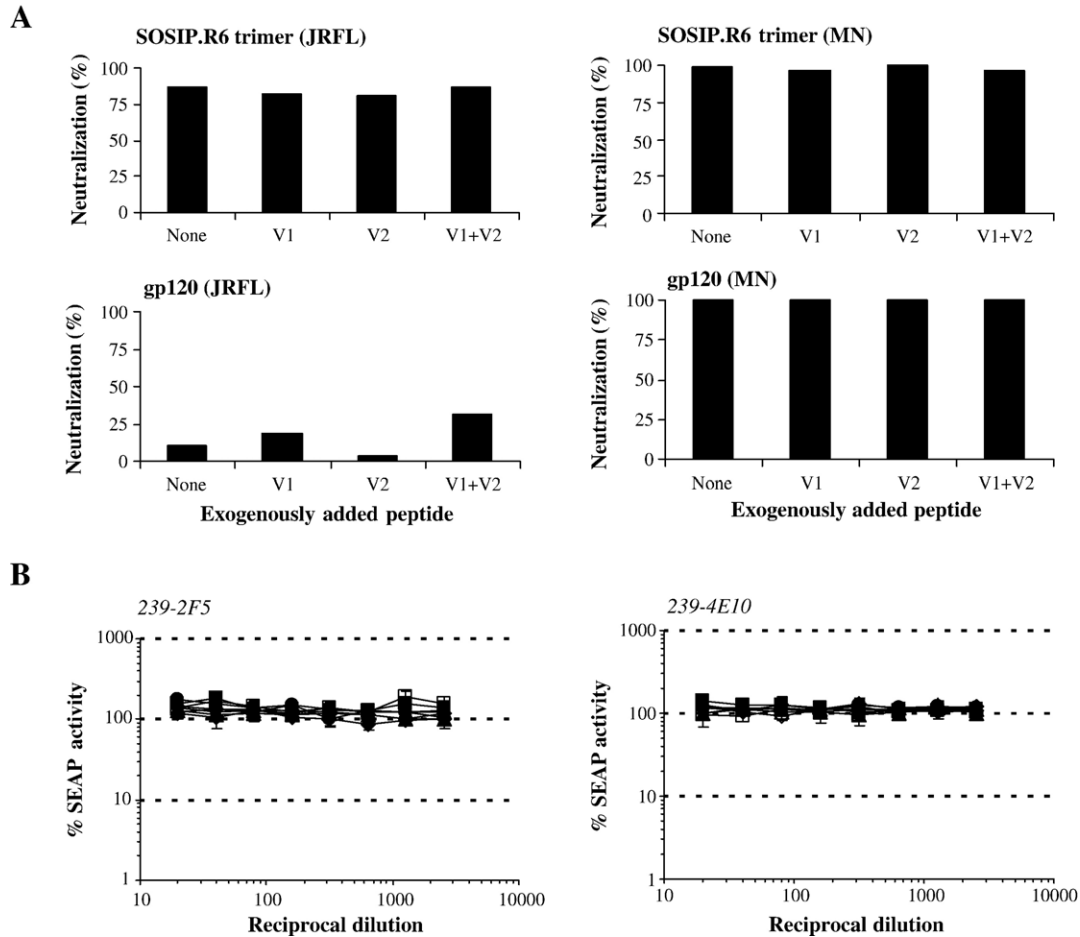 A
SOSIP.R6 trimer (JRFL)
Neutralization (%)
100
75
50
25
0
None V1 V2 V1+V2
SOSIP.R6 trimer (MN)
Neutralization (%)
100
75
50
25
0
None V1 V2 V1+V2
gp120 (JRFL)
Neutralization (%)
100
75
50
25
0
None V1 V2 V1+V2
Exogenously added peptide
gp120 (MN)
Neutralization (%)
100
75
50
25
0
None V1 V2 V1+V2
Exogenously added peptide
B
239-2F5
% SEAP activity
1000
100
10
1
10 100 1000 10000
Reciprocal dilution
239-4E10
% SEAP activity
1000
100
10
1
10 100 1000 10000
Reciprocal dilution